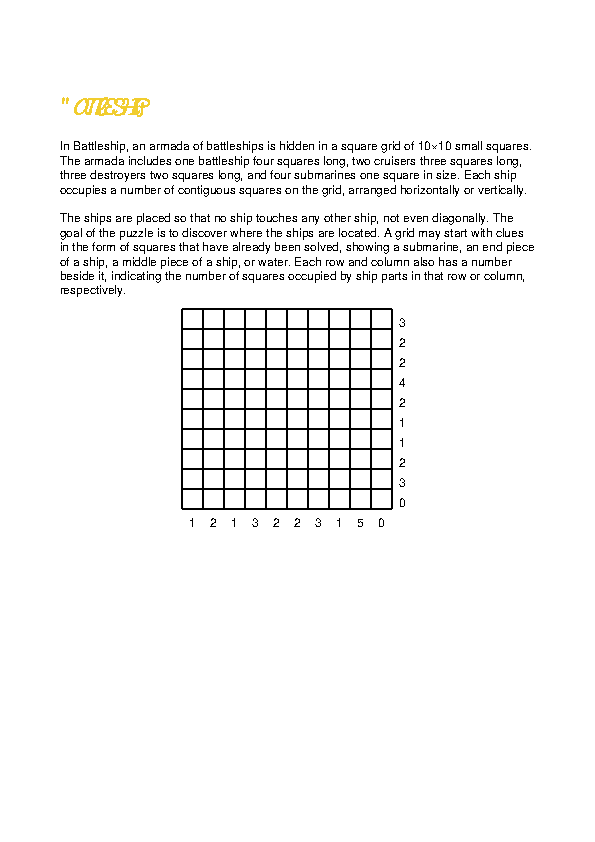 In Battleship, an armada of battleships is hidden in a square grid of 10×10 small squares.
The armada includes one battleship four squares long, two cruisers three squares long,
three destroyers two squares long, and four submarines one square in size. Each ship
occupies a number of contiguous squares on the grid, arranged horizontally or vertically.
The ships are placed so that no ship touches any other ship, not even diagonally. The
goal of the puzzle is to discover where the ships are located. A grid may start with clues
in the form of squares that have already been solved, showing a submarine, an end piece
of a ship, a middle piece of a ship, or water. Each row and column also has a number
beside it, indicating the number of squares occupied by ship parts in that row or column,
respectively.
3
2
2
4
2
1
1
2
3
0
1 2 1 3 2 2 3 1 5 0